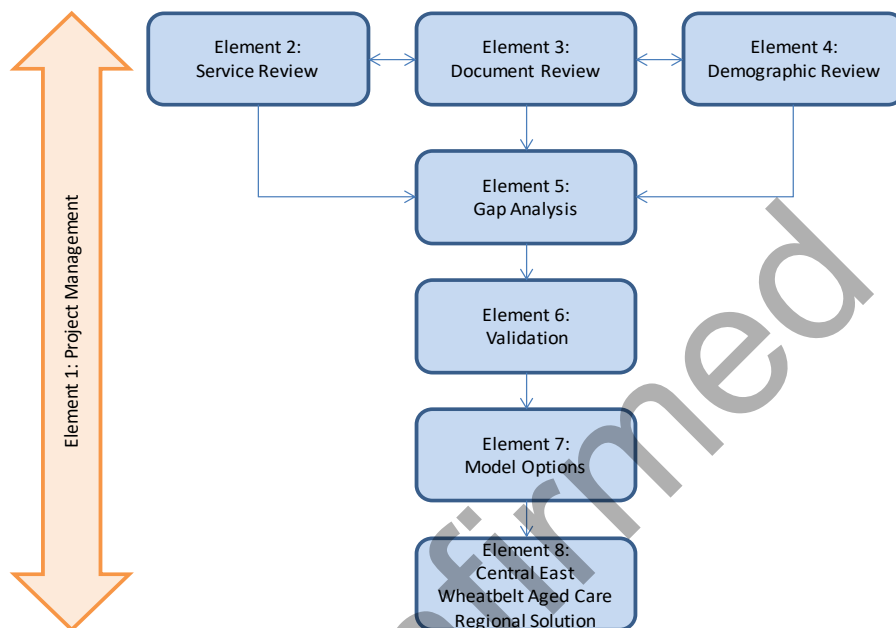 Element 2:
Service Review
Element 3:
Document Review
Element 4:
Demographic Review
Element 1: Project Management
Element 5:
Gap Analysis
Element 6:
Validation
Element 7:
Model Options
Element 8:
Central East
Wheatbelt Aged Care
Regional Solution